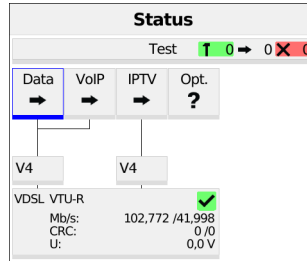 Status
Test 0 0 0
Data VoIP IPTV Opt.
?
V4 V4
VDSL VTU-R
Mb/s: 102,772 /41,998
CRC: 0 /0
U: 0,0 V